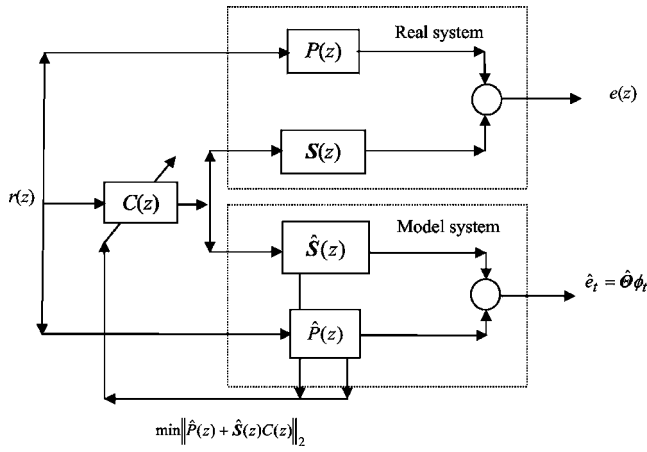 Real system
P(z)
e(z)
S(z)
r(z)
C(z)
Model system
Ŝ(z)
ê_t = Θ̂ϕ_t
P̂(z)
min‖P̂(z) + Ŝ(z)C(z)‖₂